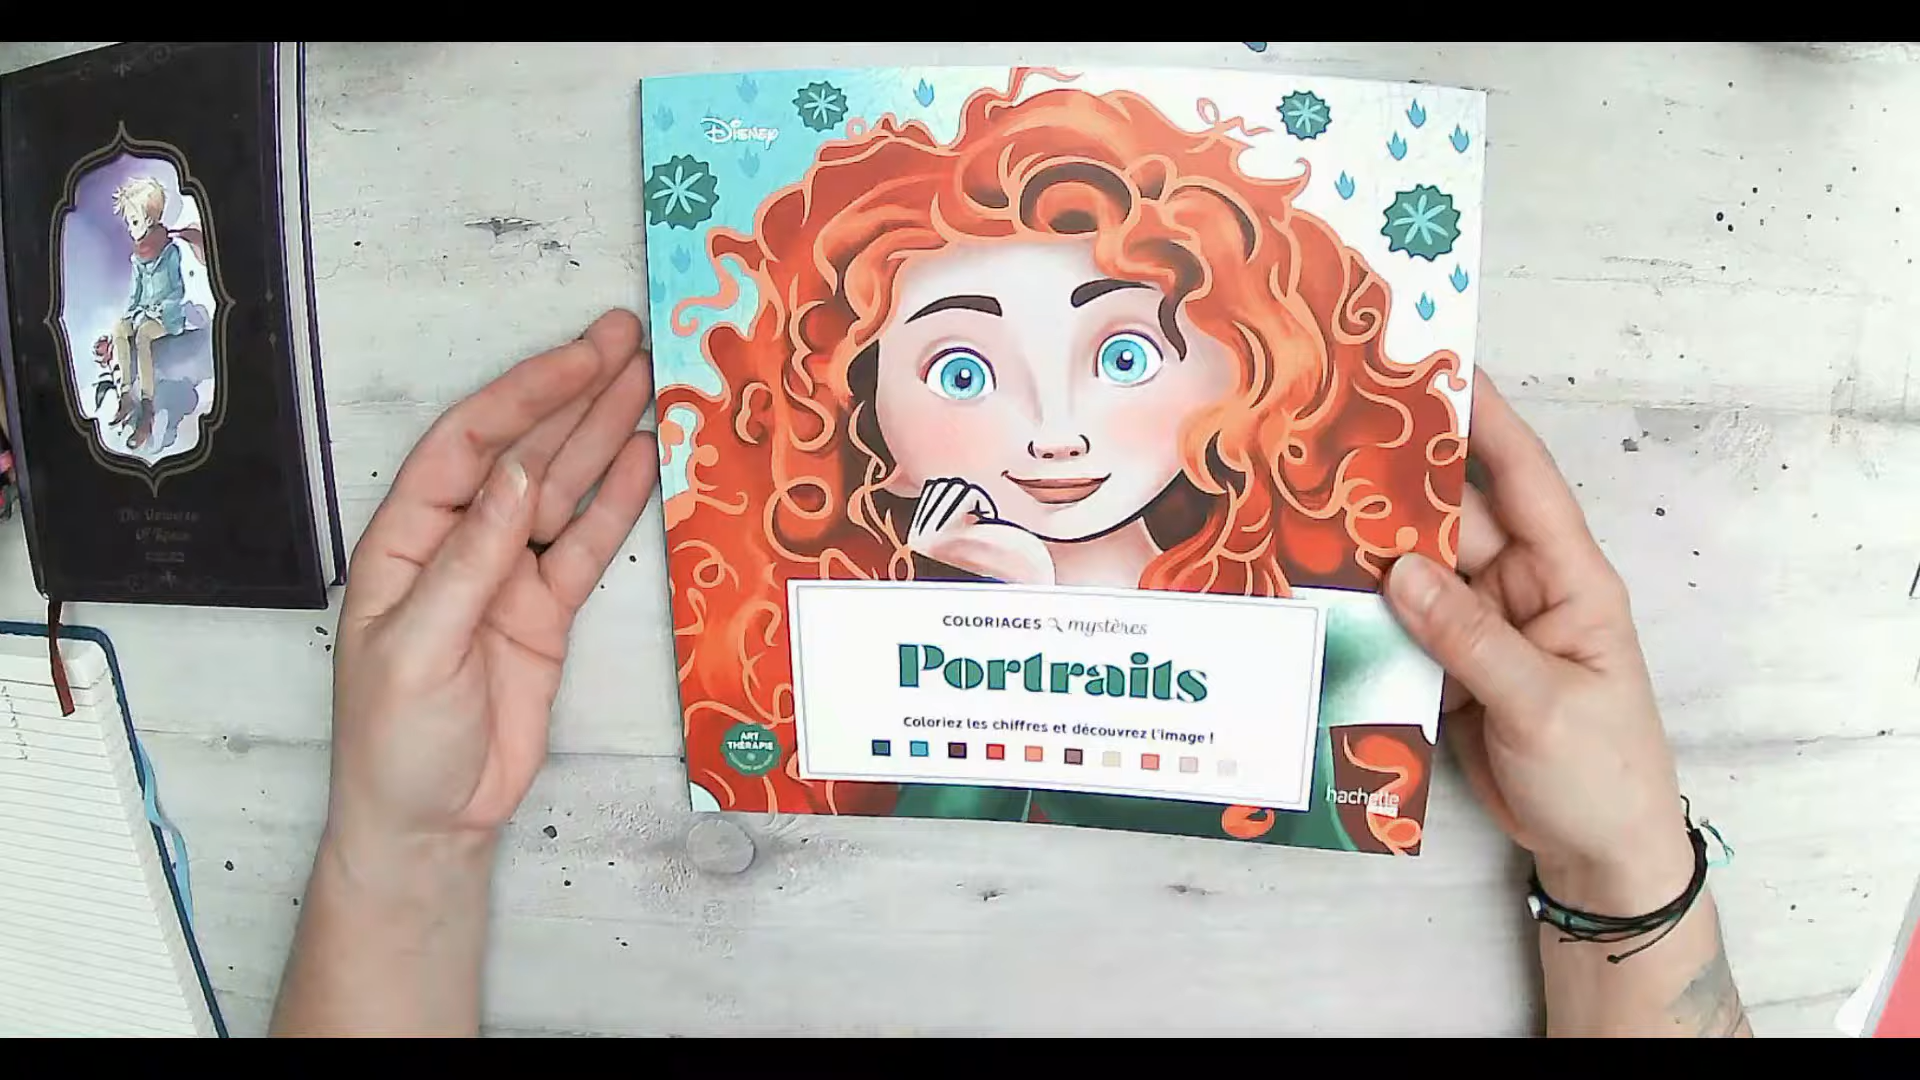 Disney
COLORIAGES mystères
Portraits
Coloriez les chiffres et découvrez l'image !
ART
THÉRAPIE
hachette